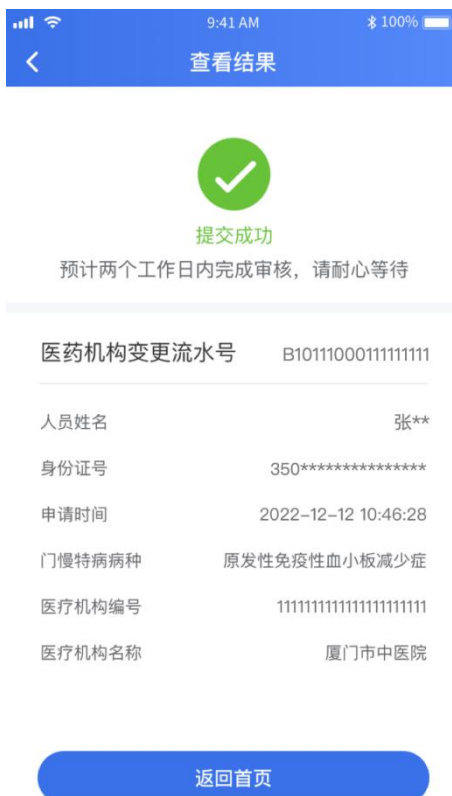 9:41 AM 100%
查看结果
提交成功
预计两个工作日内完成审核，请耐心等待
医药机构变更流水号 B10111000111111111
人员姓名 张**
身份证号 350***************
申请时间 2022-12-12 10:46:28
门慢特病病种 原发性免疫性血小板减少症
医疗机构编号 1111111111111111111111
医疗机构名称 厦门市中医院
返回首页